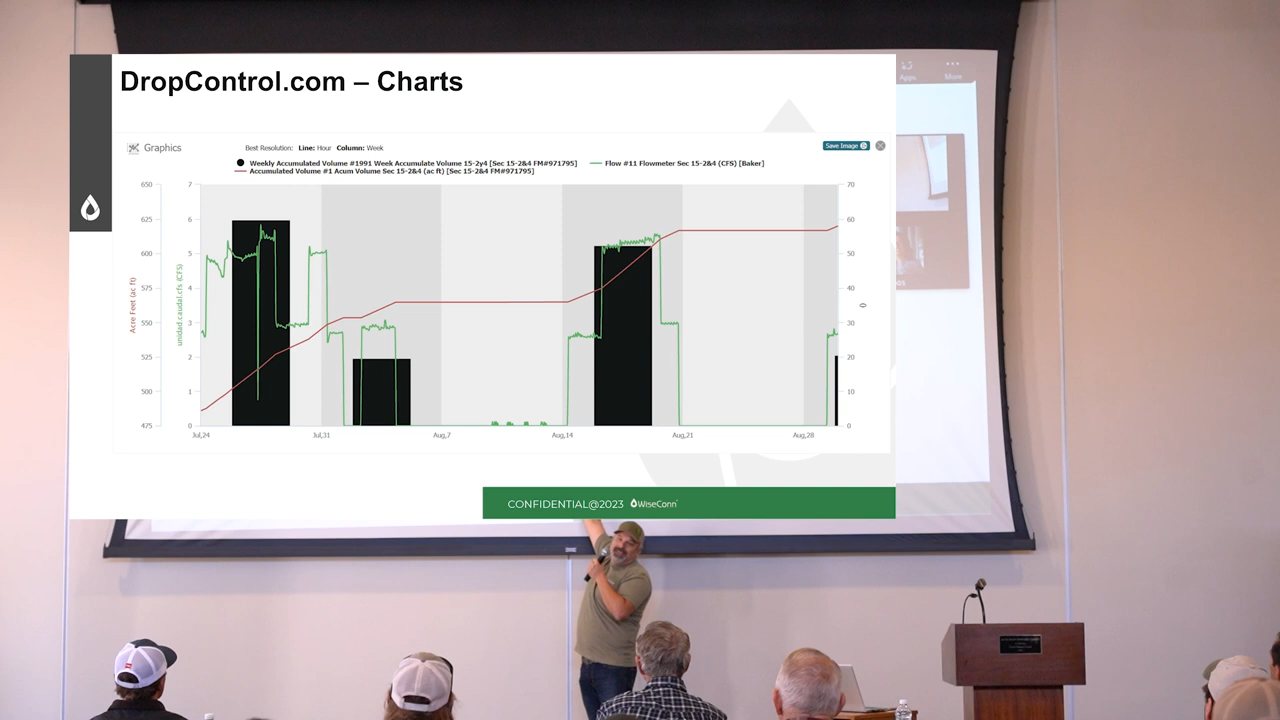 DropControl.com – Charts
Apps
More
Graphics
Best Resolution: Line: Hour Column: Week
Save Image
Weekly Accumulated Volume #1991 Week Accumulate Volume 15-2y4 [Sec 15-2&4 FM#971795]
Flow #11 Flowmeter Sec 15-2&4 (CFS) [Baker]
Accumulated Volume #1 Acum Volume Sec 15-2&4 (ac ft) [Sec 15-2&4 FM#971795]
650
625
600
575
550
525
500
475
Acre Feet (ac ft)
7
6
5
4
3
2
1
0
unidad.caudal.cfs (CFS)
70
60
50
40
30
20
10
0
()
Jul,24
Jul,31
Aug,7
Aug,14
Aug,21
Aug,28
CONFIDENTIAL@2023
WiseConn